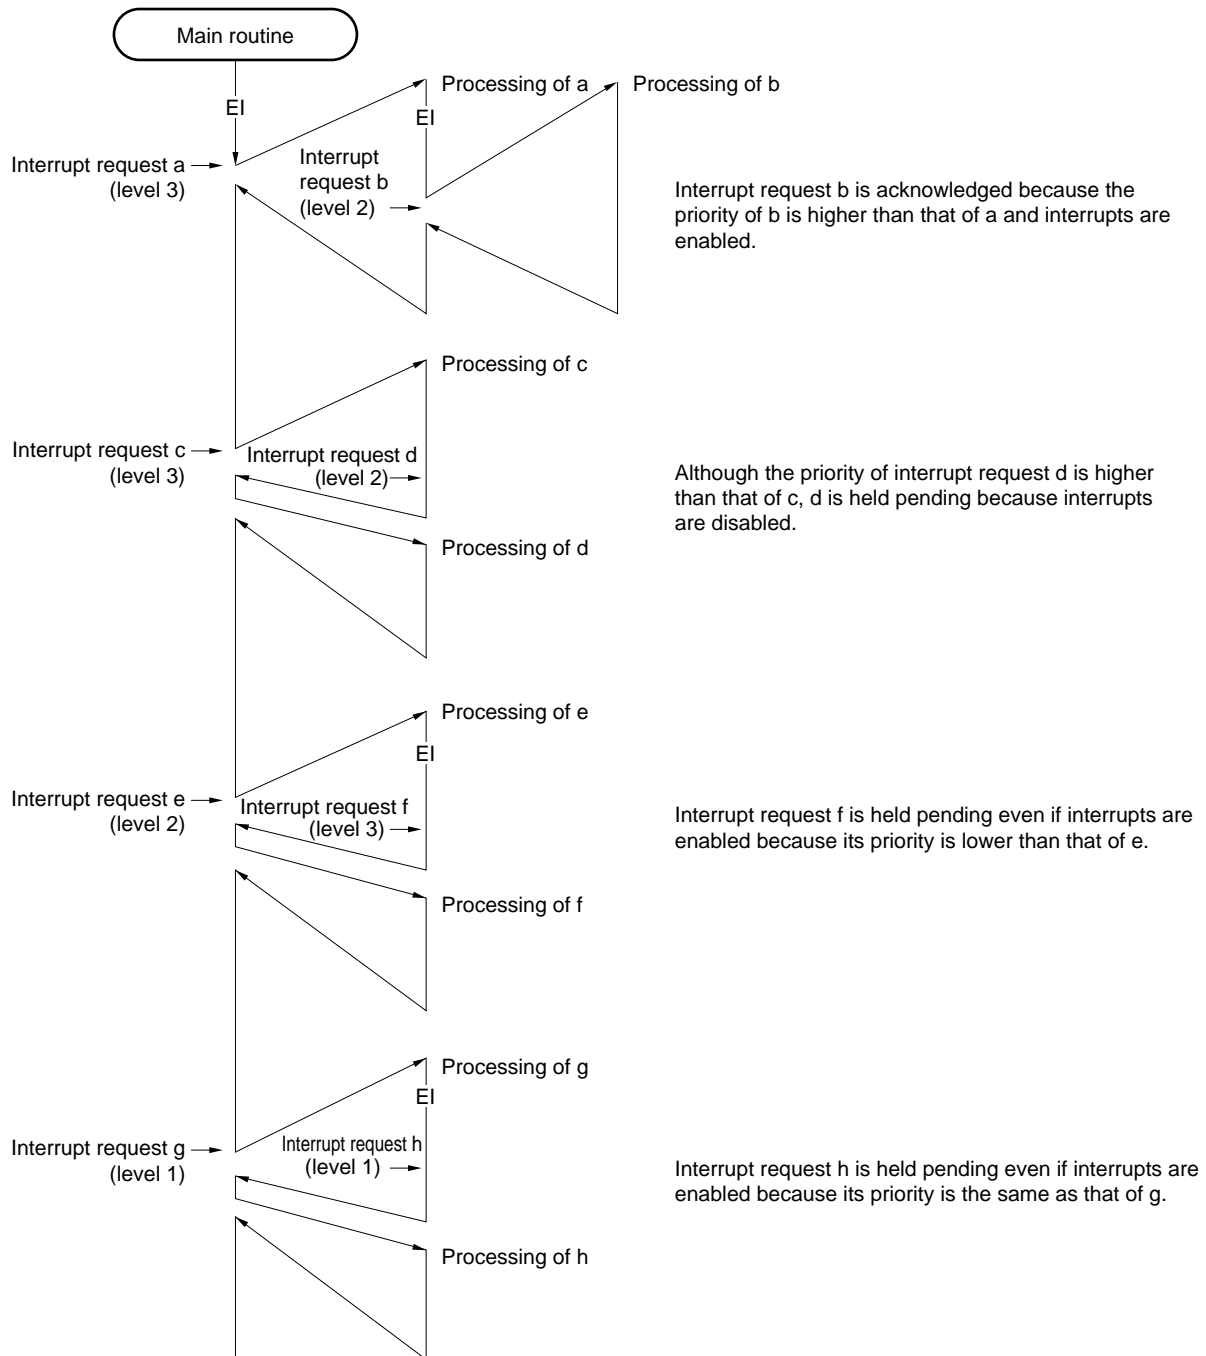 Main routine
EI
Processing of a
Processing of b
EI
Interrupt request a
(level 3)
Interrupt
request b
(level 2)
Interrupt request b is acknowledged because the
priority of b is higher than that of a and interrupts are
enabled.
Processing of c
Interrupt request c
(level 3)
Interrupt request d
(level 2)
Although the priority of interrupt request d is higher
than that of c, d is held pending because interrupts
are disabled.
Processing of d
Processing of e
EI
Interrupt request e
(level 2)
Interrupt request f
(level 3)
Interrupt request f is held pending even if interrupts are
enabled because its priority is lower than that of e.
Processing of f
Processing of g
EI
Interrupt request g
(level 1)
Interrupt request h
(level 1)
Interrupt request h is held pending even if interrupts are
enabled because its priority is the same as that of g.
Processing of h